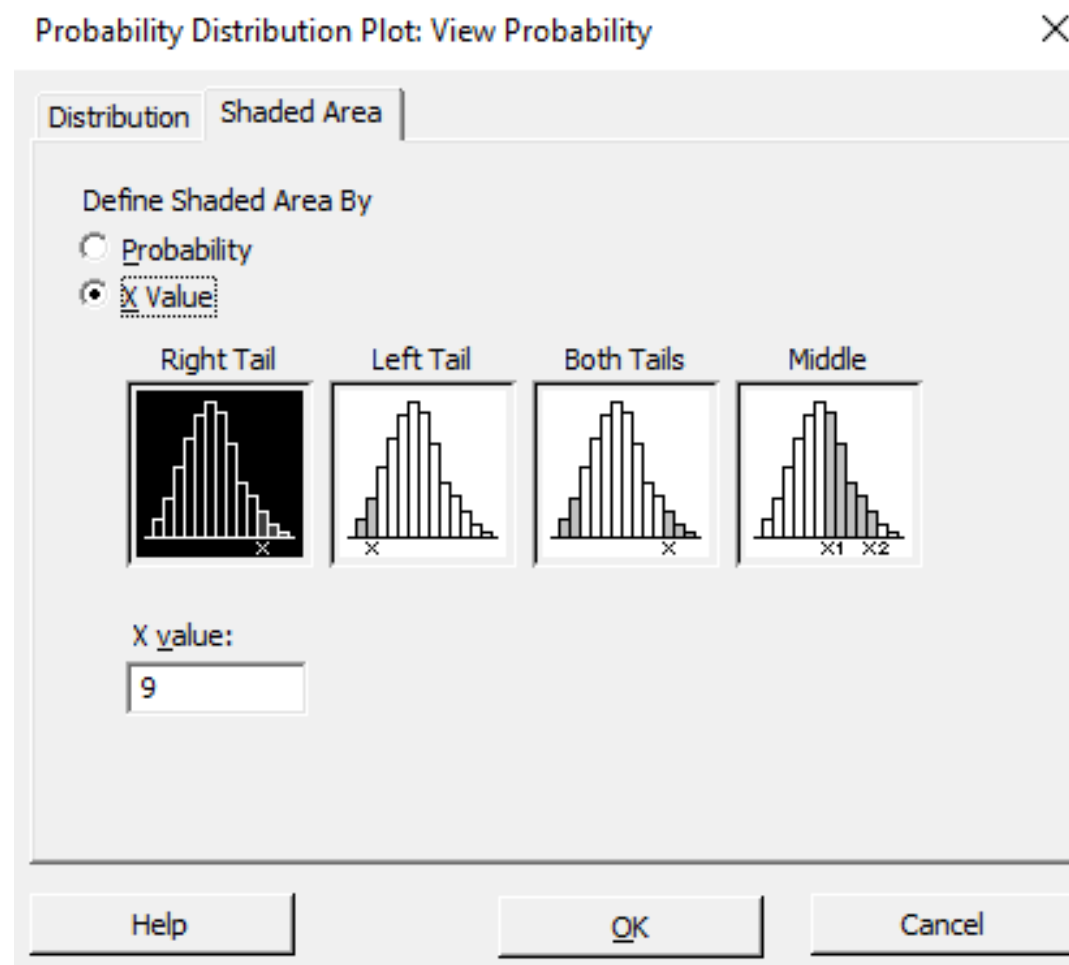 Probability Distribution Plot: View Probability
Distribution Shaded Area
Define Shaded Area By
Probability
X Value
Right Tail Left Tail Both Tails Middle
X X X X1 X2
X value:
9
Help OK Cancel